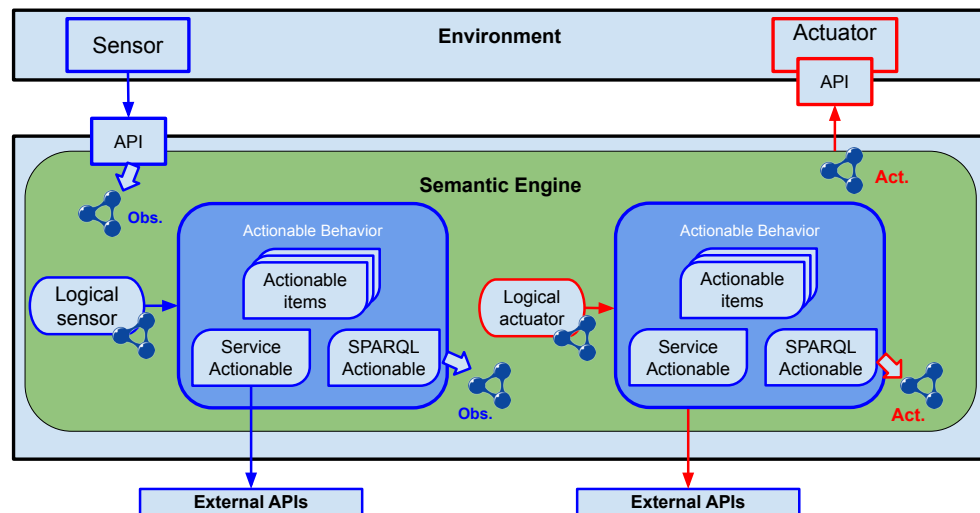 Sensor
Environment
Actuator
API
API
Semantic Engine
Act.
Obs.
Actionable Behavior
Actionable
items
Logical
sensor
Service
Actionable
SPARQL
Actionable
Obs.
Actionable Behavior
Actionable
items
Logical
actuator
Service
Actionable
SPARQL
Actionable
Act.
External APIs
External APIs